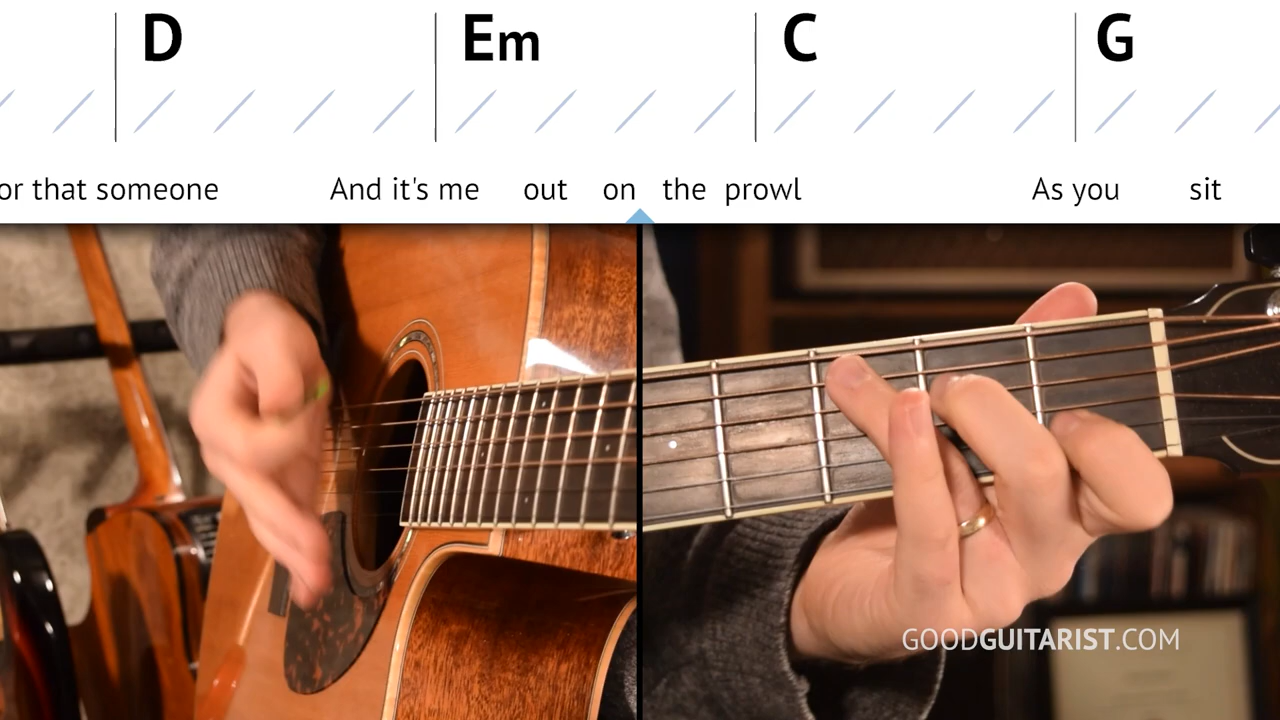 D Em C G
or that someone And it's me out on the prowl As you sit
GOODGUITARIST.COM